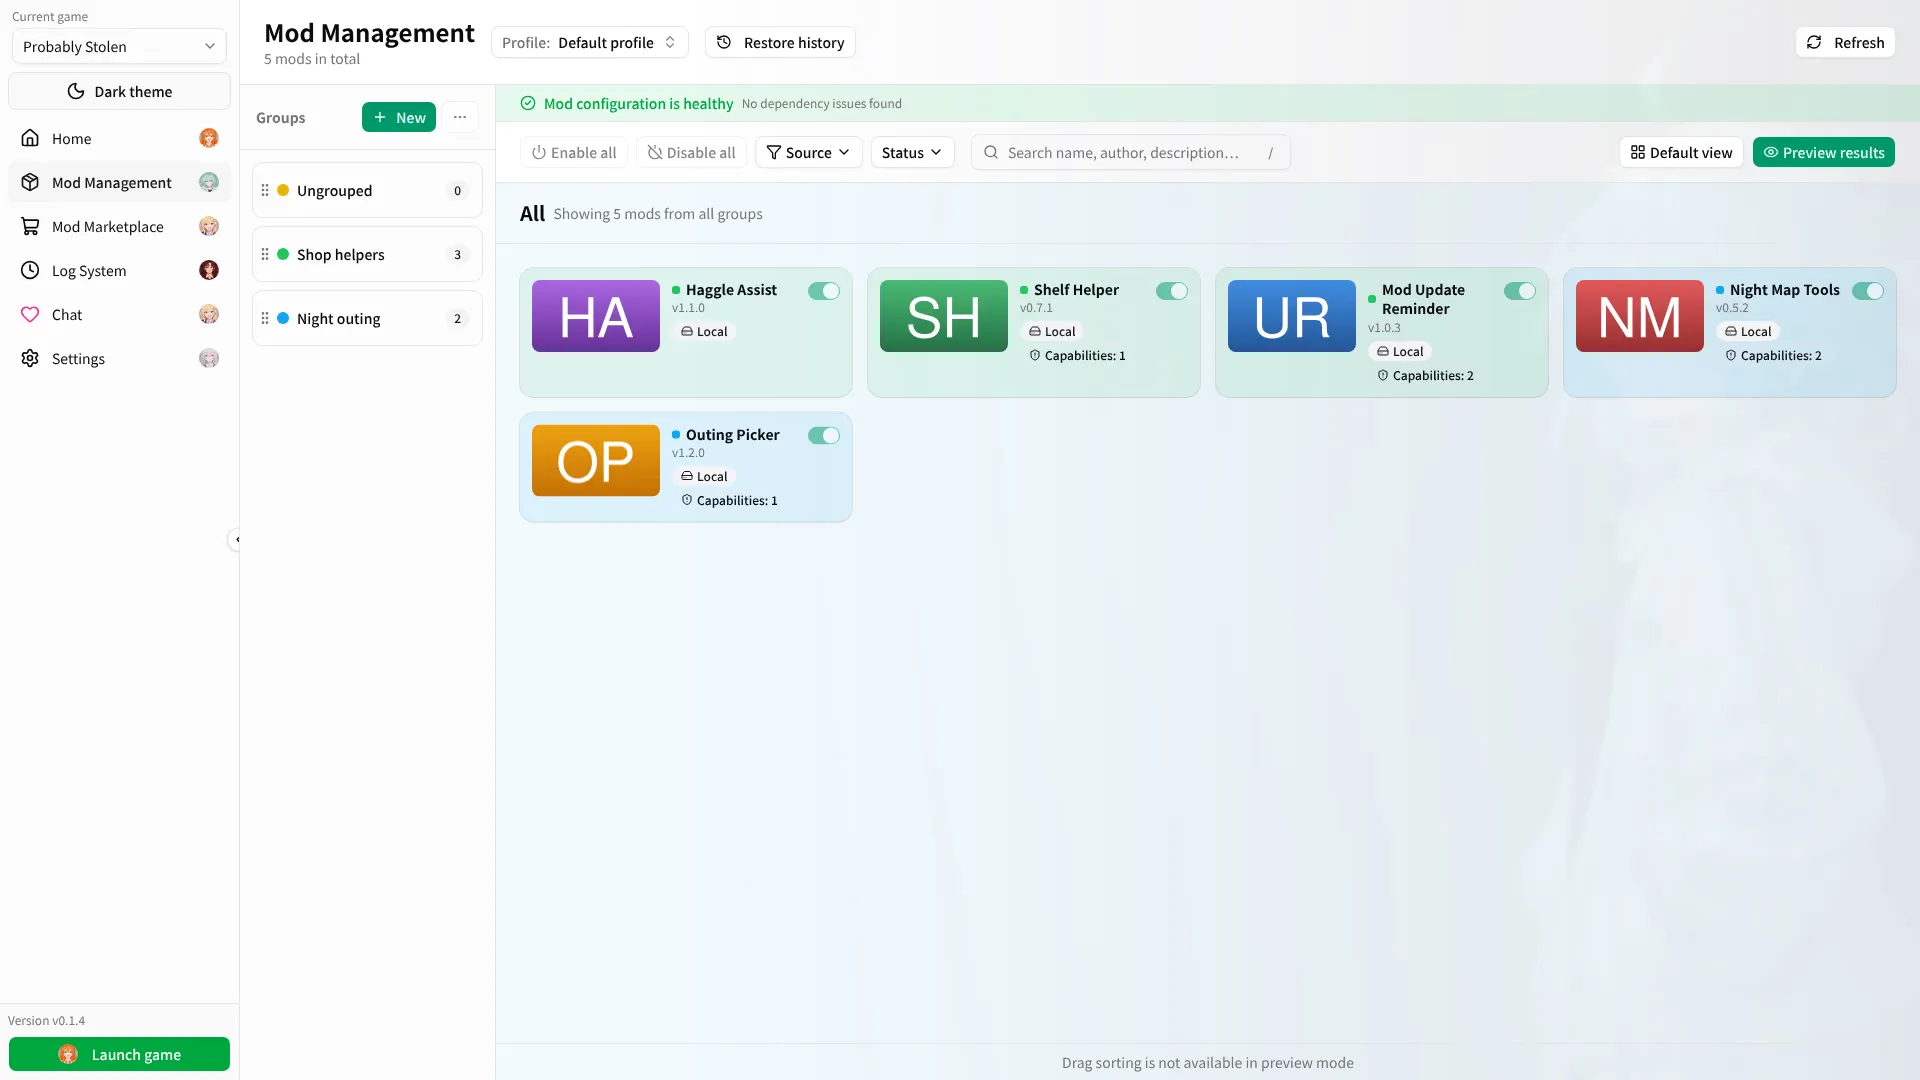 Current game
Probably Stolen
Dark theme
Home
Mod Management
Mod Marketplace
Log System
Chat
Settings
Version v0.1.4
Launch game
Mod Management
5 mods in total
Profile: Default profile
Restore history
Refresh
Groups
New
Ungrouped 0
Shop helpers 3
Night outing 2
Mod configuration is healthy No dependency issues found
Enable all
Disable all
Source
Status
Search name, author, description… /
Default view
Preview results
All Showing 5 mods from all groups
HA
Haggle Assist
v1.1.0
Local
SH
Shelf Helper
v0.7.1
Local
Capabilities: 1
UR
Mod Update
Reminder
v1.0.3
Local
Capabilities: 2
NM
Night Map Tools
v0.5.2
Local
Capabilities: 2
OP
Outing Picker
v1.2.0
Local
Capabilities: 1
Drag sorting is not available in preview mode